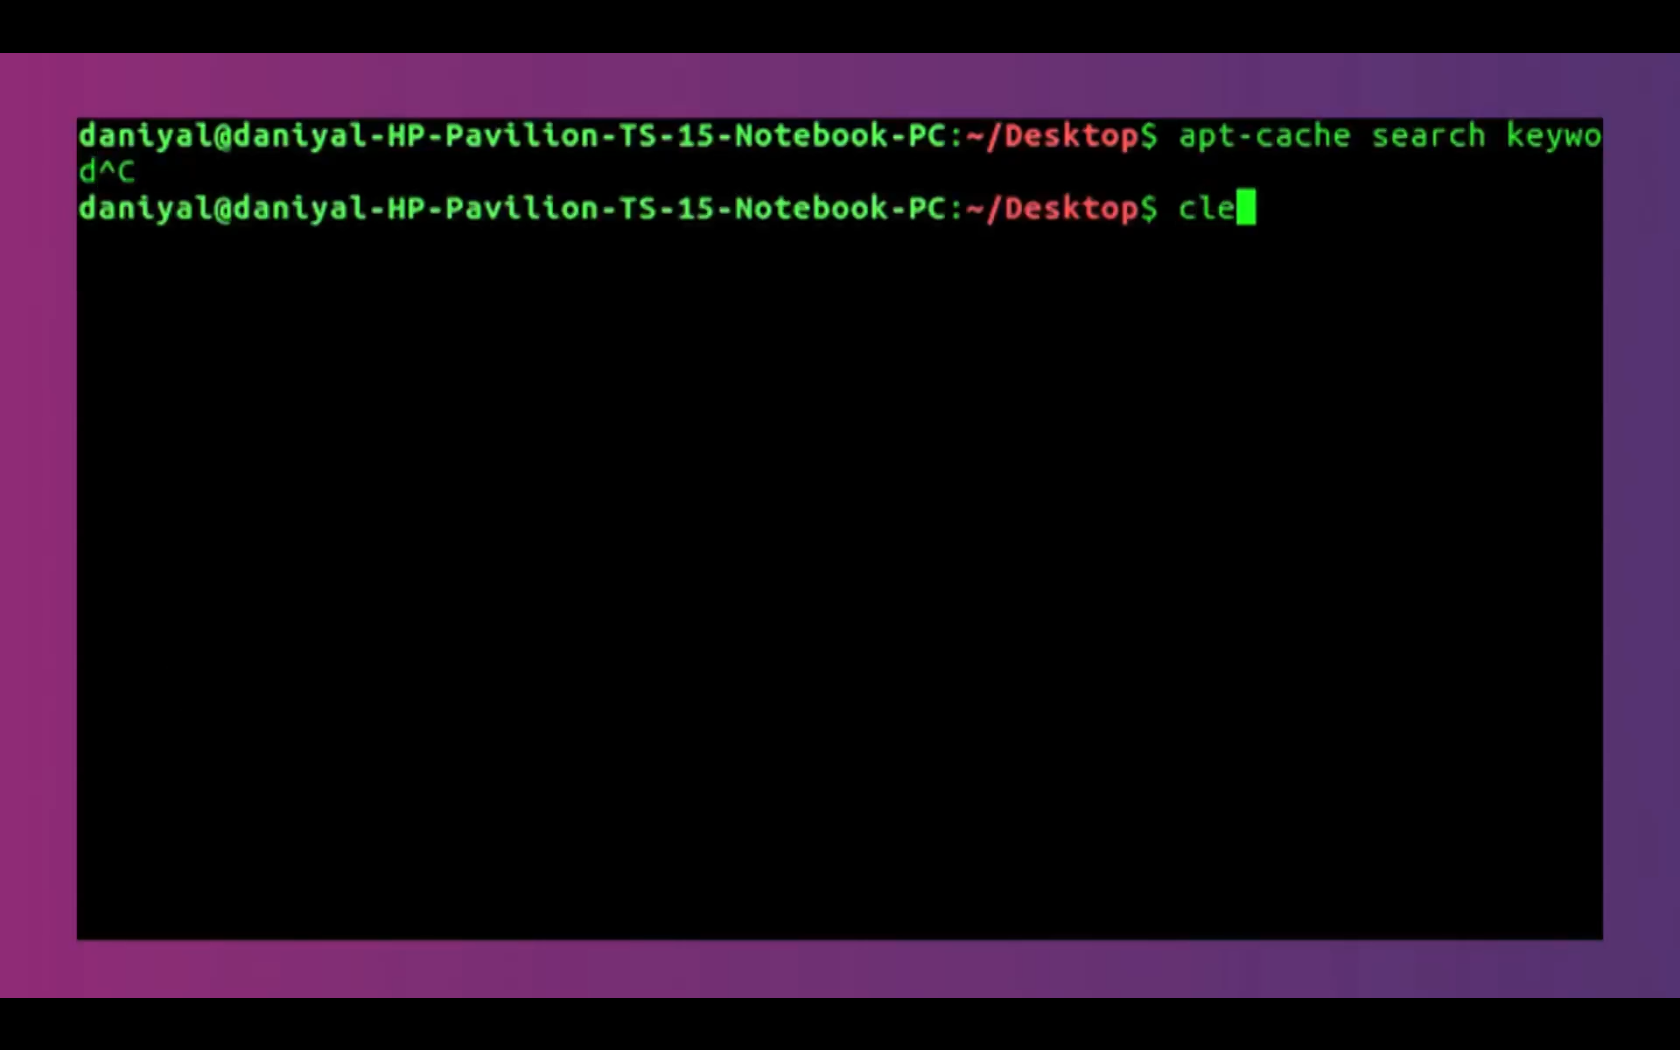 daniyal@daniyal-HP-Pavilion-TS-15-Notebook-PC:~/Desktop$ apt-cache search keywo
d^C
daniyal@daniyal-HP-Pavilion-TS-15-Notebook-PC:~/Desktop$ cle